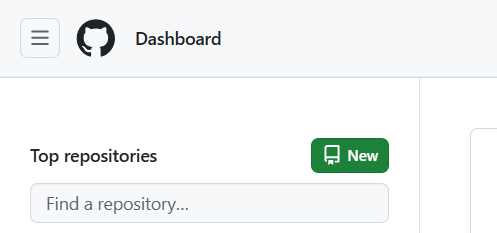 Dashboard
Top repositories
New
Find a repository...